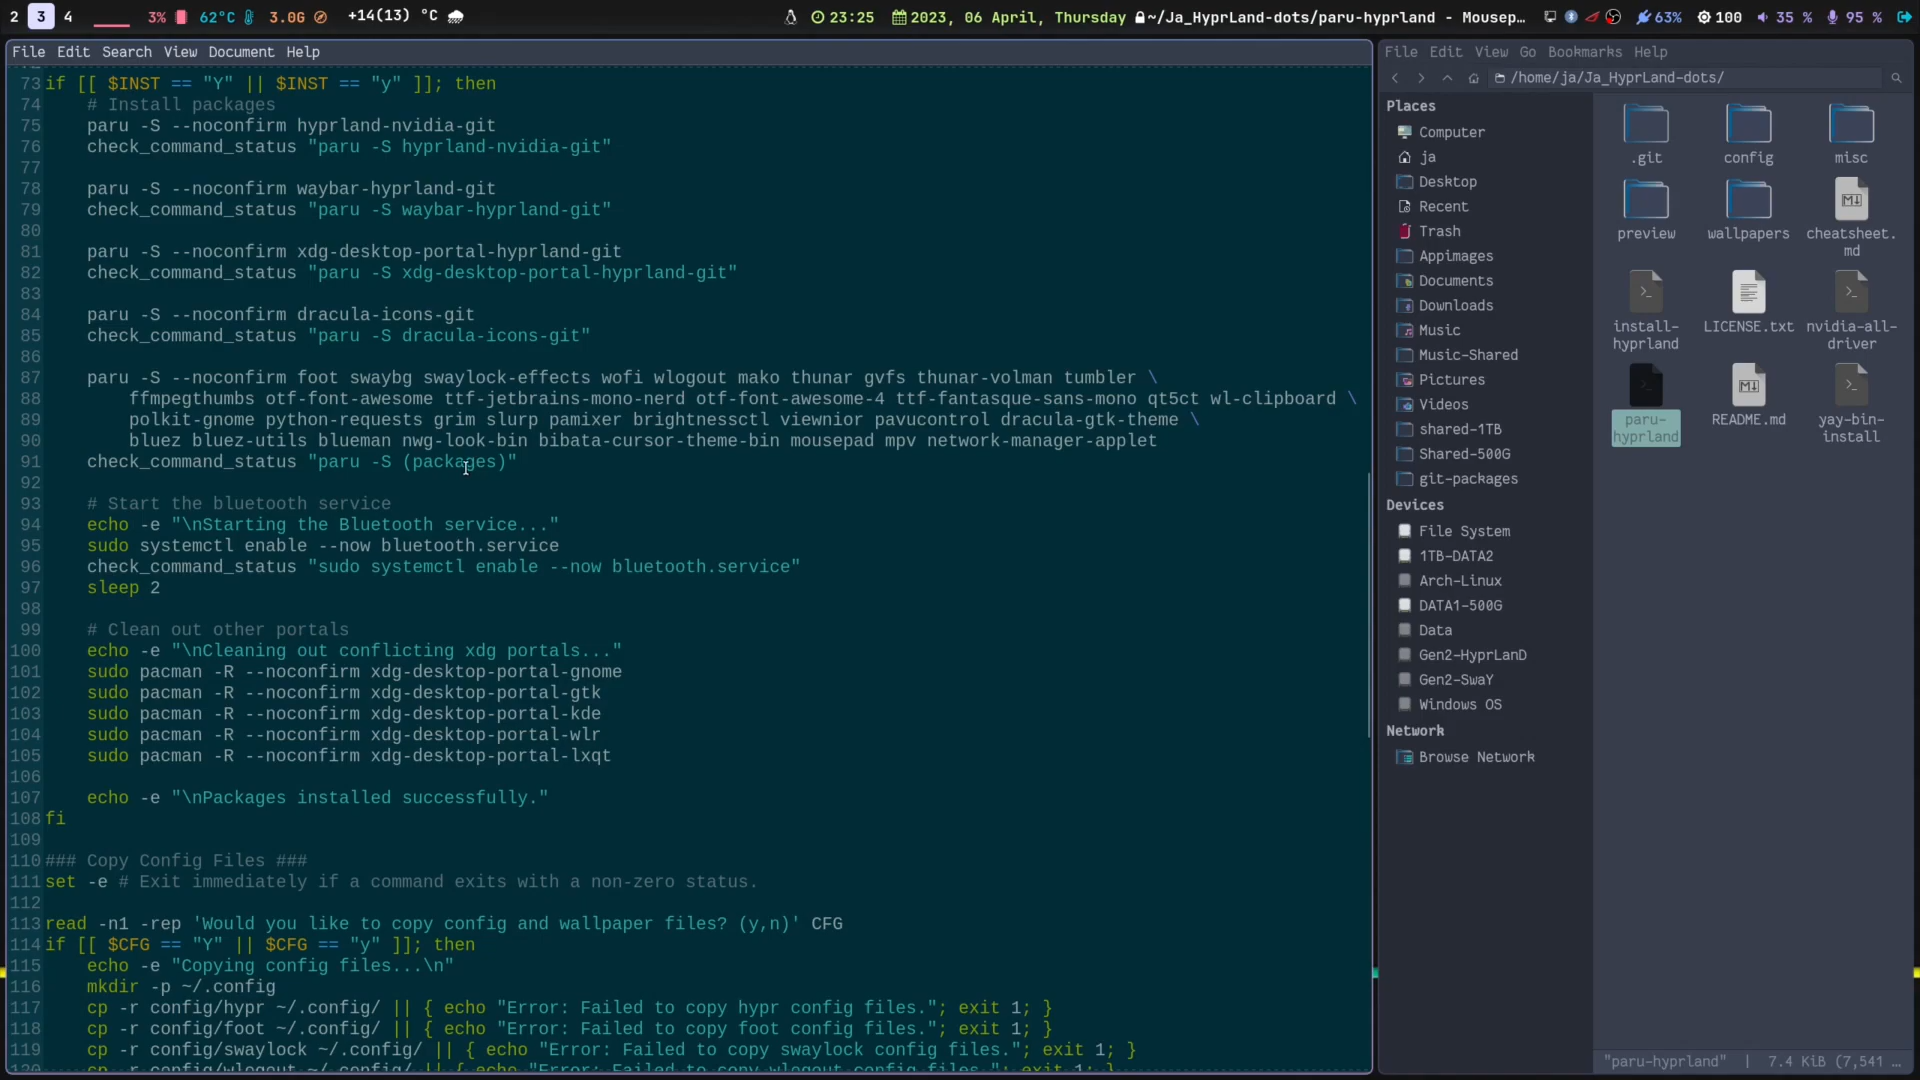 2 3 4 3% 62°C 3.0G +14(13) °C 23:25 2023, 06 April, Thursday ~/Ja_HyprLand-dots/paru-hyprland - Mousep… 63% 100 35 % 95 %
File Edit Search View Document Help
73 if [[ $INST == "Y" || $INST == "y" ]]; then
74 # Install packages
75 paru -S --noconfirm hyprland-nvidia-git
76 check_command_status "paru -S hyprland-nvidia-git"
77
78 paru -S --noconfirm waybar-hyprland-git
79 check_command_status "paru -S waybar-hyprland-git"
80
81 paru -S --noconfirm xdg-desktop-portal-hyprland-git
82 check_command_status "paru -S xdg-desktop-portal-hyprland-git"
83
84 paru -S --noconfirm dracula-icons-git
85 check_command_status "paru -S dracula-icons-git"
86
87 paru -S --noconfirm foot swaybg swaylock-effects wofi wlogout mako thunar gvfs thunar-volman tumbler \
88 ffmpegthumbs otf-font-awesome ttf-jetbrains-mono-nerd otf-font-awesome-4 ttf-fantasque-sans-mono qt5ct wl-clipboard \
89 polkit-gnome python-requests grim slurp pamixer brightnessctl viewnior pavucontrol dracula-gtk-theme \
90 bluez bluez-utils blueman nwg-look-bin bibata-cursor-theme-bin mousepad mpv network-manager-applet
91 check_command_status "paru -S (packages)"
92
93 # Start the bluetooth service
94 echo -e "\nStarting the Bluetooth service..."
95 sudo systemctl enable --now bluetooth.service
96 check_command_status "sudo systemctl enable --now bluetooth.service"
97 sleep 2
98
99 # Clean out other portals
100 echo -e "\nCleaning out conflicting xdg portals..."
101 sudo pacman -R --noconfirm xdg-desktop-portal-gnome
102 sudo pacman -R --noconfirm xdg-desktop-portal-gtk
103 sudo pacman -R --noconfirm xdg-desktop-portal-kde
104 sudo pacman -R --noconfirm xdg-desktop-portal-wlr
105 sudo pacman -R --noconfirm xdg-desktop-portal-lxqt
106
107 echo -e "\nPackages installed successfully."
108 fi
109
110 ### Copy Config Files ###
111 set -e # Exit immediately if a command exits with a non-zero status.
112
113 read -n1 -rep 'Would you like to copy config and wallpaper files? (y,n)' CFG
114 if [[ $CFG == "Y" || $CFG == "y" ]]; then
115 echo -e "Copying config files...\n"
116 mkdir -p ~/.config
117 cp -r config/hypr ~/.config/ || { echo "Error: Failed to copy hypr config files."; exit 1; }
118 cp -r config/foot ~/.config/ || { echo "Error: Failed to copy foot config files."; exit 1; }
119 cp -r config/swaylock ~/.config/ || { echo "Error: Failed to copy swaylock config files."; exit 1; }
120 cp -r config/wlogout ~/.config/ || { echo "Error: Failed to copy wlogout config files."; exit 1; }
File Edit View Go Bookmarks Help
/home/ja/Ja_HyprLand-dots/
Places
Computer
ja
Desktop
Recent
Trash
Appimages
Documents
Downloads
Music
Music-Shared
Pictures
Videos
shared-1TB
Shared-500G
git-packages
Devices
File System
1TB-DATA2
Arch-Linux
DATA1-500G
Data
Gen2-HyprLanD
Gen2-SwaY
Windows OS
Network
Browse Network
.git config misc
preview wallpapers cheatsheet.
md
install- LICENSE.txt nvidia-all-
hyprland driver
paru- README.md yay-bin-
hyprland install
"paru-hyprland" | 7.4 KiB (7,541 …